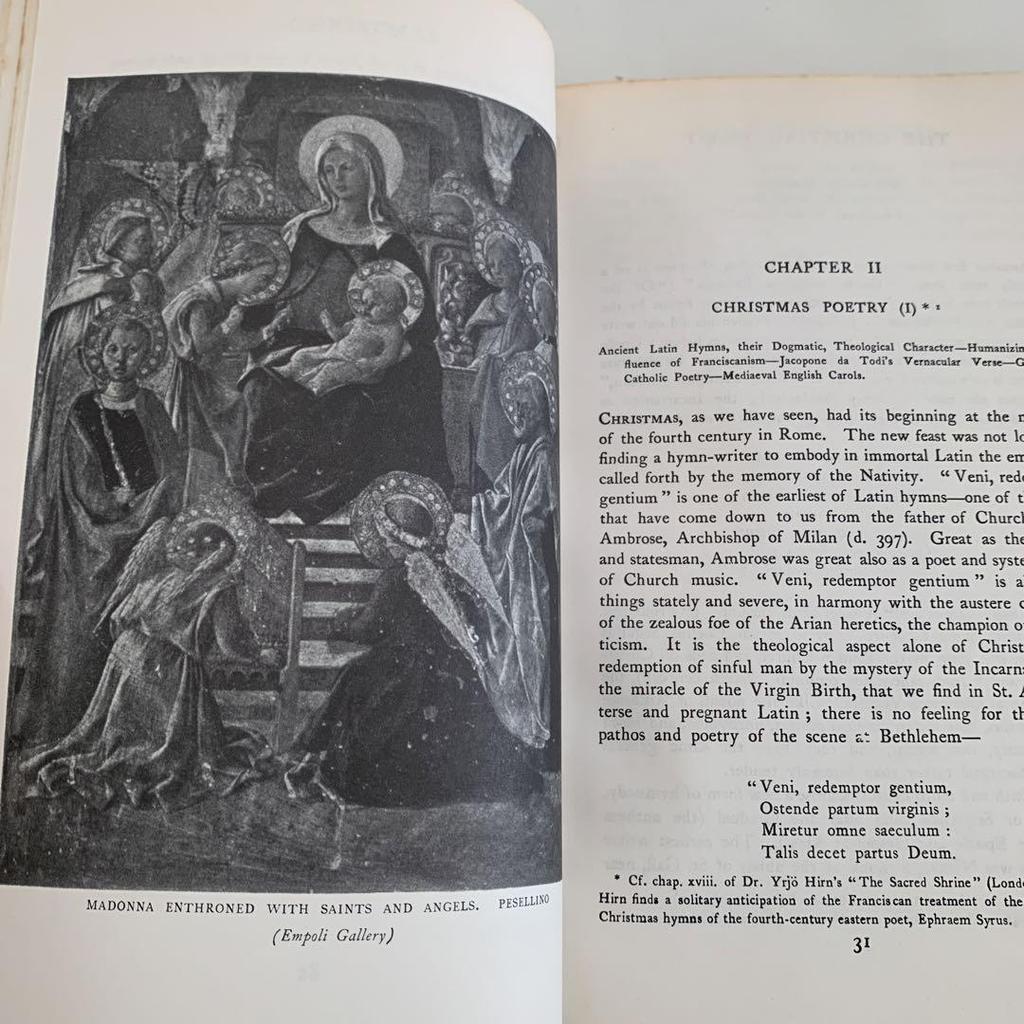 MADONNA ENTHRONED WITH SAINTS AND ANGELS. PESELLINO
(Empoli Gallery)
CHAPTER II
CHRISTMAS POETRY (I) * ¹
Ancient Latin Hymns, their Dogmatic, Theological Character—Humanizin
fluence of Franciscanism—Jacopone da Todi's Vernacular Verse—G
Catholic Poetry—Mediaeval English Carols.
CHRISTMAS, as we have seen, had its beginning at the
of the fourth century in Rome. The new feast was not lo
finding a hymn-writer to embody in immortal Latin the em
called forth by the memory of the Nativity. "Veni, rede
gentium" is one of the earliest of Latin hymns—one of t
that have come down to us from the father of Church
Ambrose, Archbishop of Milan (d. 397). Great as the
and statesman, Ambrose was great also as a poet and syste
of Church music. "Veni, redemptor gentium" is a
things stately and severe, in harmony with the austere c
of the zealous foe of the Arian heretics, the champion o
ticism. It is the theological aspect alone of Christ
redemption of sinful man by the mystery of the Incarn
the miracle of the Virgin Birth, that we find in St. A
terse and pregnant Latin; there is no feeling for th
pathos and poetry of the scene at Bethlehem—
"Veni, redemptor gentium,
Ostende partum virginis;
Miretur omne saeculum:
Talis decet partus Deum.
* Cf. chap. xviii. of Dr. Yrjö Hirn's "The Sacred Shrine" (Londo
Hirn finds a solitary anticipation of the Franciscan treatment of the
Christmas hymns of the fourth-century eastern poet, Ephraem Syrus.
31